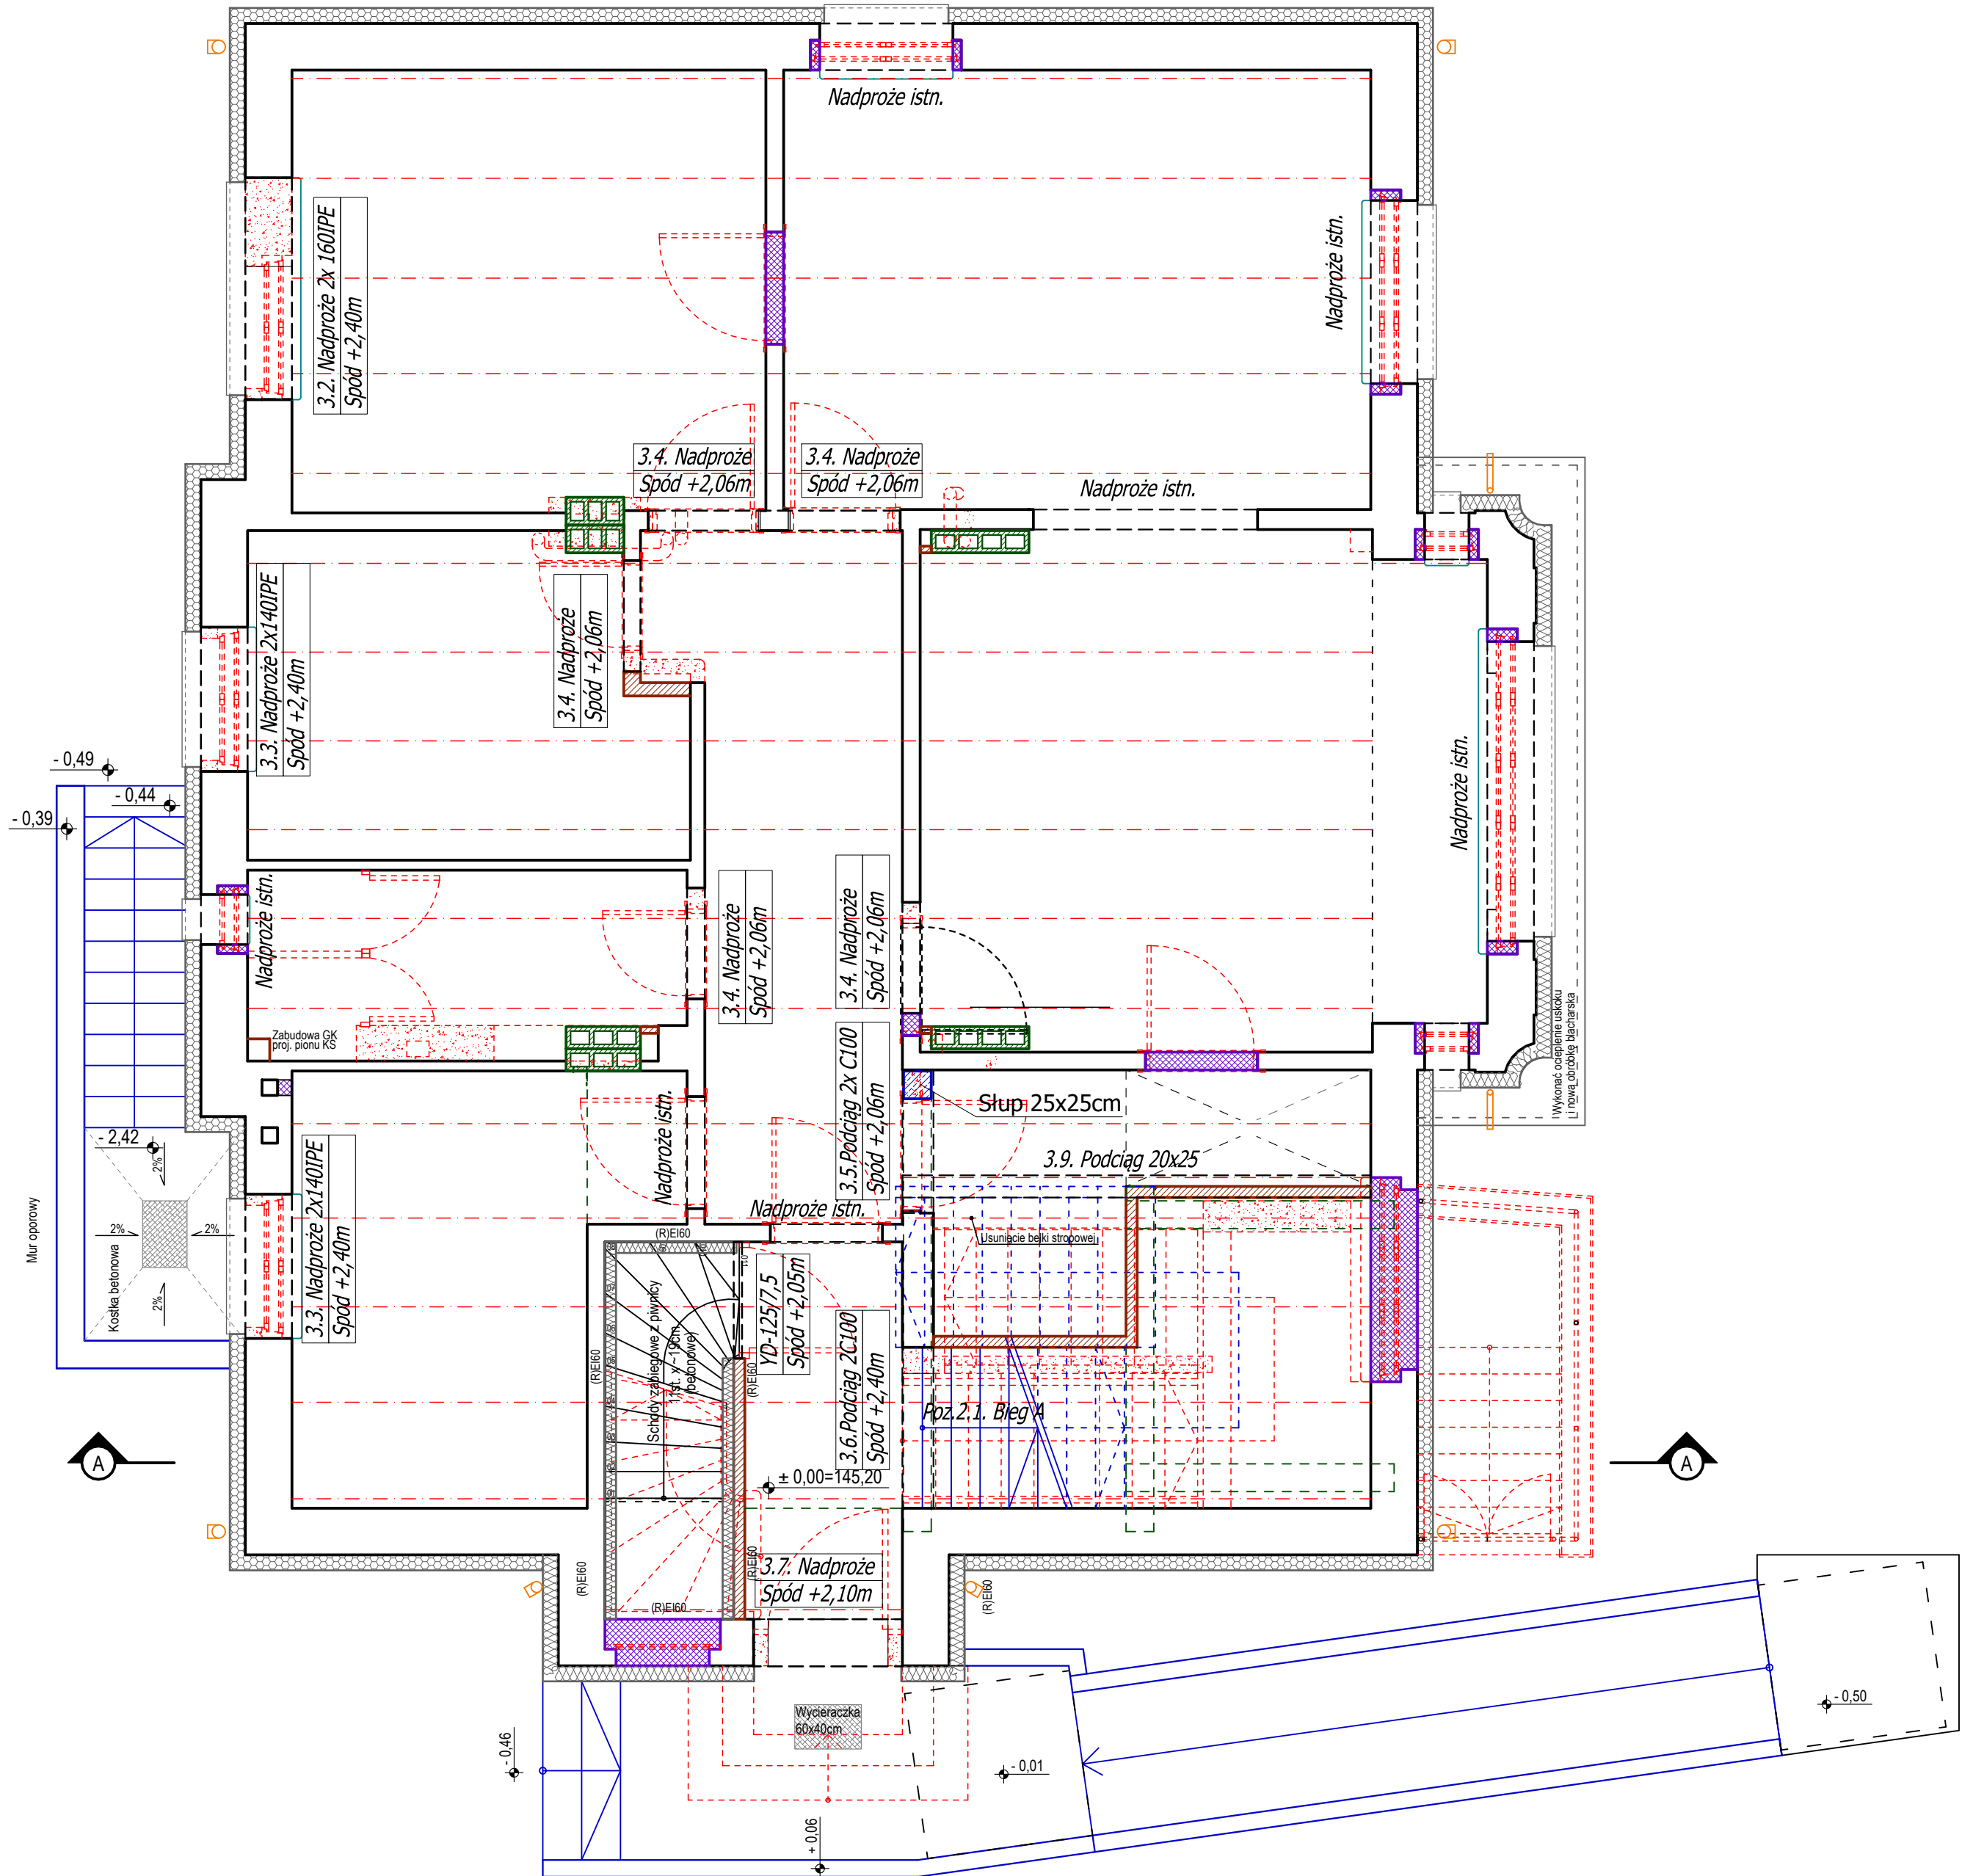 Nadproże istn.
3.2. Nadproże 2x 160IPE
Spód +2,40m
Nadproże istn.
3.4. Nadproże
Spód +2,06m
3.4. Nadproże
Spód +2,06m
Nadproże istn.
3.3. Nadproże 2x140IPE
Spód +2,40m
3.4. Nadproże
Spód +2,06m
Nadproże istn.
- 0,49
- 0,44
- 0,39
Nadproże istn.
3.4. Nadproże
Spód +2,06m
3.4. Nadproże
Spód +2,06m
Zabudowa GK
proj. pionu KS
Wykonać ocieplenie uskoku
i nową obróbkę blacharską
3.5.Podciąg 2x C100
Spód +2,06m
Słup 25x25cm
Nadproże istn.
- 2,42
2%
2%
2%
2%
Mur oporowy
Kostka betonowa
3.3. Nadproże 2x140IPE
Spód +2,40m
3.9. Podciąg 20x25
Nadproże istn.
(R)EI60
Usunięcie belki stropowej
YD-125/7,5
Spód +2,05m
Schody zabiegowe z piwnicy
(betonowe)
(R)EI60
(R)EI60
3.6.Podciąg 2C100
Spód +2,40m
Poz.2.1. Bieg A
A
A
± 0,00=145,20
(R)EI60
(R)EI60
3.7. Nadproże
Spód +2,10m
(R)EI60
(R)EI60
Wycieraczka
60x40cm
- 0,46
- 0,01
- 0,50
+ 0,06